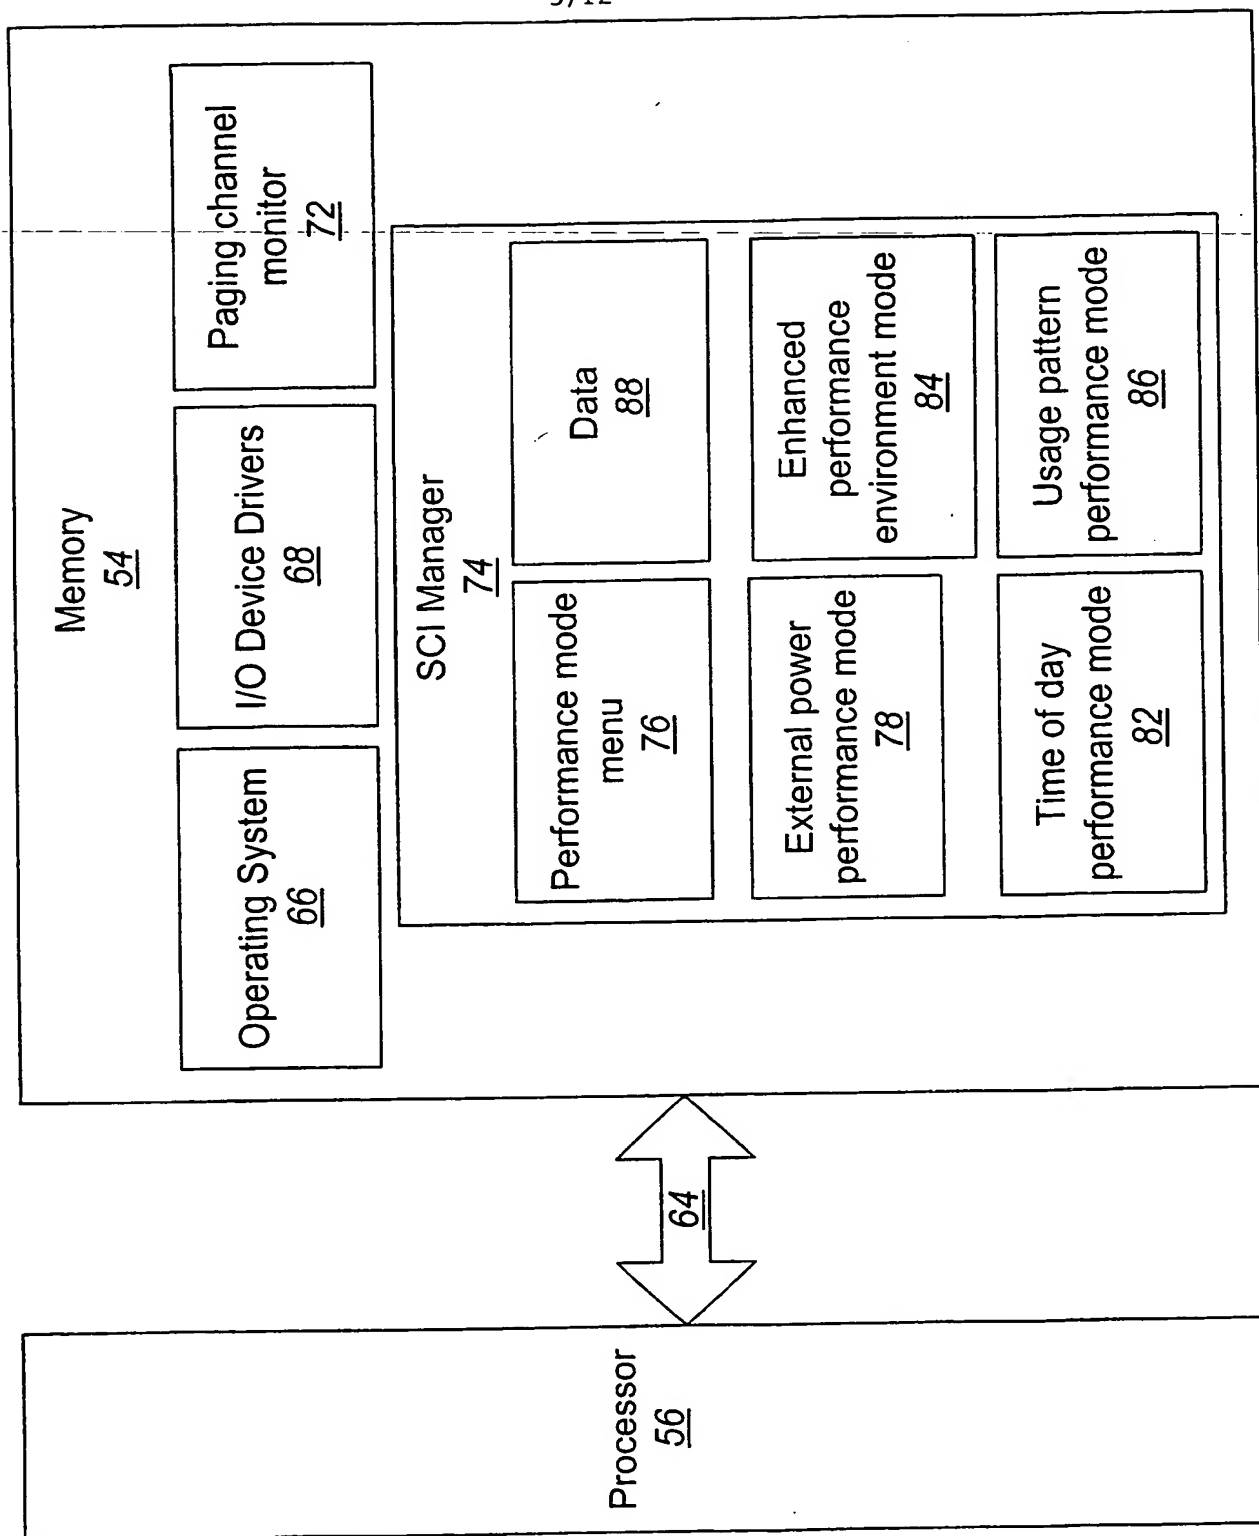 Processor
56
64
Memory
54
Operating System
66
I/O Device Drivers
68
Paging channel
monitor
72
SCI Manager
74
Performance mode
menu
76
Data
88
External power
performance mode
78
Enhanced
performance
environment mode
84
Time of day
performance mode
82
Usage pattern
performance mode
86